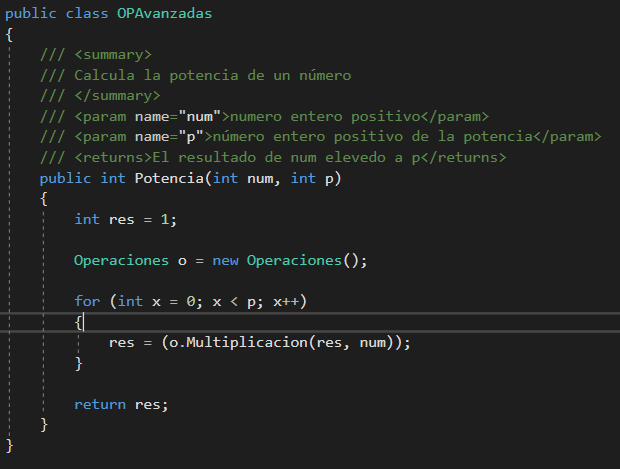 public class OPAvanzadas
{
/// <summary>
/// Calcula la potencia de un número
/// </summary>
/// <param name="num">numero entero positivo</param>
/// <param name="p">número entero positivo de la potencia</param>
/// <returns>El resultado de num elevedo a p</returns>
public int Potencia(int num, int p)
{
int res = 1;
Operaciones o = new Operaciones();
for (int x = 0; x < p; x++)
{
res = (o.Multiplicacion(res, num));
}
return res;
}
}